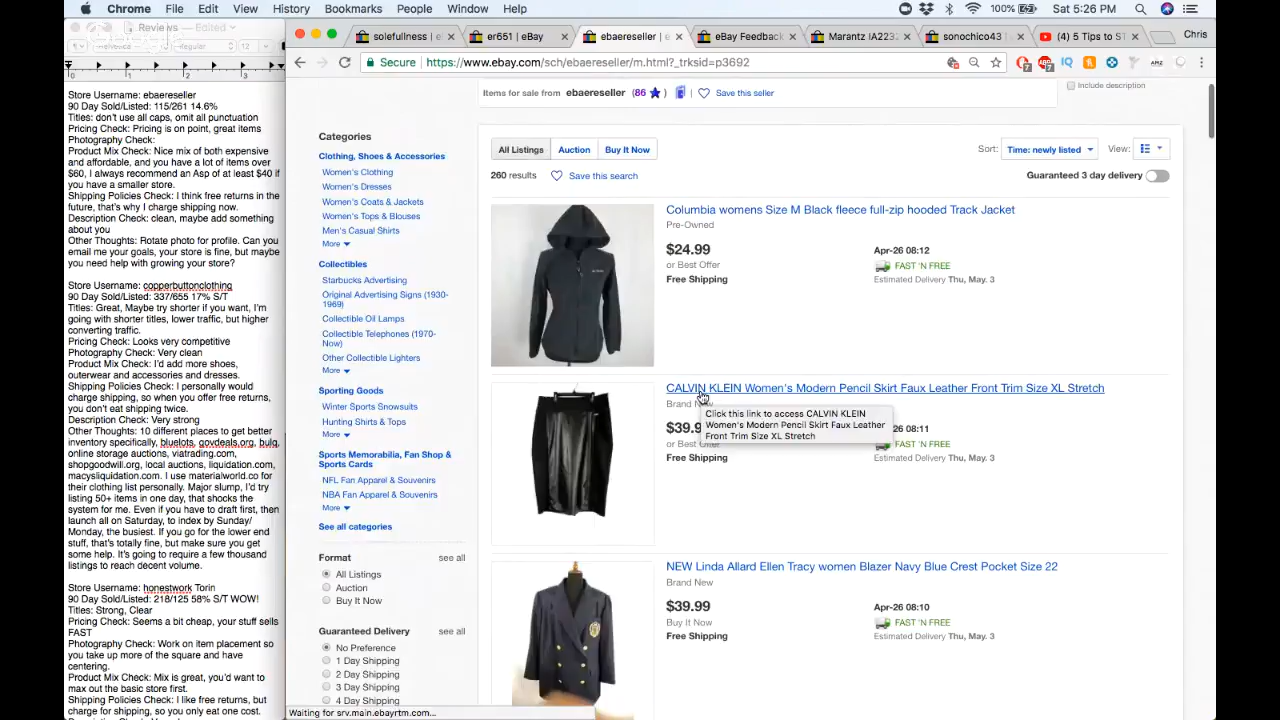 Chrome File Edit View History Bookmarks People Window Help
100% Sat 5:26 PM
Reviews — Edited
Helvetica Regular 12
solefullness | e
er651 | eBay
ebaereseller | e
eBay Feedback
Marantz IA223
sonochico43 |
(4) 5 Tips to ST
Chris
0 1 2 3
Secure https://www.ebay.com/sch/ebaereseller/m.html?_trksid=p3692
Store Username: ebaereseller
90 Day Sold/Listed: 115/261 14.6%
Titles: don't use all caps, omit all punctuation
Pricing Check: Pricing is on point, great items
Photography Check:
Product Mix Check: Nice mix of both expensive
and affordable, and you have a lot of items over
$60, I always recommend an Asp of at least $40 if
you have a smaller store.
Shipping Policies Check: I think free returns in the
future, that's why I charge shipping now.
Description Check: clean, maybe add something
about you
Other Thoughts: Rotate photo for profile. Can you
email me your goals, your store is fine, but maybe
you need help with growing your store?
Store Username: copperbuttonclothing
90 Day Sold/Listed: 337/655 17% S/T
Titles: Great, Maybe try shorter if you want, I'm
going with shorter titles, lower traffic, but higher
converting traffic.
Pricing Check: Looks very competitive
Photography Check: Very clean
Product Mix Check: I'd add more shoes,
outerwear and accessories and dresses.
Shipping Policies Check: I personally would
charge shipping, so when you offer free returns,
you don't eat shipping twice.
Description Check: Very strong
Other Thoughts: 10 different places to get better
inventory specifically, bluelots, govdeals.org, bulq,
online storage auctions, viatrading.com,
shopgoodwill.org, local auctions, liquidation.com,
macysliquidation.com. I use materialworld.co for
their clothing list personally. Major slump, I'd try
listing 50+ items in one day, that shocks the
system for me. Even if you have to draft first, then
launch all on Saturday, to index by Sunday/
Monday, the busiest. If you go for the lower end
stuff, that's totally fine, but make sure you get
some help. It's going to require a few thousand
listings to reach decent volume.
Store Username: honestwork Torin
90 Day Sold/Listed: 218/125 58% S/T WOW!
Titles: Strong, Clear
Pricing Check: Seems a bit cheap, your stuff sells
FAST
Photography Check: Work on item placement so
you take up more of the square and have
centering.
Product Mix Check: Mix is great, you'd want to
max out the basic store first.
Shipping Policies Check: I like free returns, but
charge for shipping, so you only eat one cost.
Items for sale from ebaereseller (86 ) | Save this seller
Include description
Categories
Clothing, Shoes & Accessories
Women's Clothing
Women's Dresses
Women's Coats & Jackets
Women's Tops & Blouses
Men's Casual Shirts
More
Collectibles
Starbucks Advertising
Original Advertising Signs (1930-
1969)
Collectible Oil Lamps
Collectible Telephones (1970-
Now)
Other Collectible Lighters
More
Sporting Goods
Winter Sports Snowsuits
Hunting Shirts & Tops
More
Sports Memorabilia, Fan Shop &
Sports Cards
NFL Fan Apparel & Souvenirs
NBA Fan Apparel & Souvenirs
More
See all categories
Format see all
All Listings
Auction
Buy It Now
Guaranteed Delivery see all
No Preference
1 Day Shipping
2 Day Shipping
3 Day Shipping
4 Day Shipping
Waiting for srv.main.ebayrtm.com...
All Listings Auction Buy It Now
Sort: Time: newly listed View:
260 results Save this search
Guaranteed 3 day delivery
Columbia womens Size M Black fleece full-zip hooded Track Jacket
Pre-Owned
$24.99 Apr-26 08:12
or Best Offer FAST 'N FREE
Free Shipping Estimated Delivery Thu, May. 3
CALVIN KLEIN Women's Modern Pencil Skirt Faux Leather Front Trim Size XL Stretch
Click this link to access CALVIN KLEIN
Women's Modern Pencil Skirt Faux Leather
Front Trim Size XL Stretch
$39.9 08:11
FAST 'N FREE
Free Shipping Estimated Delivery Thu, May. 3
NEW Linda Allard Ellen Tracy women Blazer Navy Blue Crest Pocket Size 22
Brand New
$39.99 Apr-26 08:10
Buy It Now FAST 'N FREE
Free Shipping Estimated Delivery Thu, May. 3